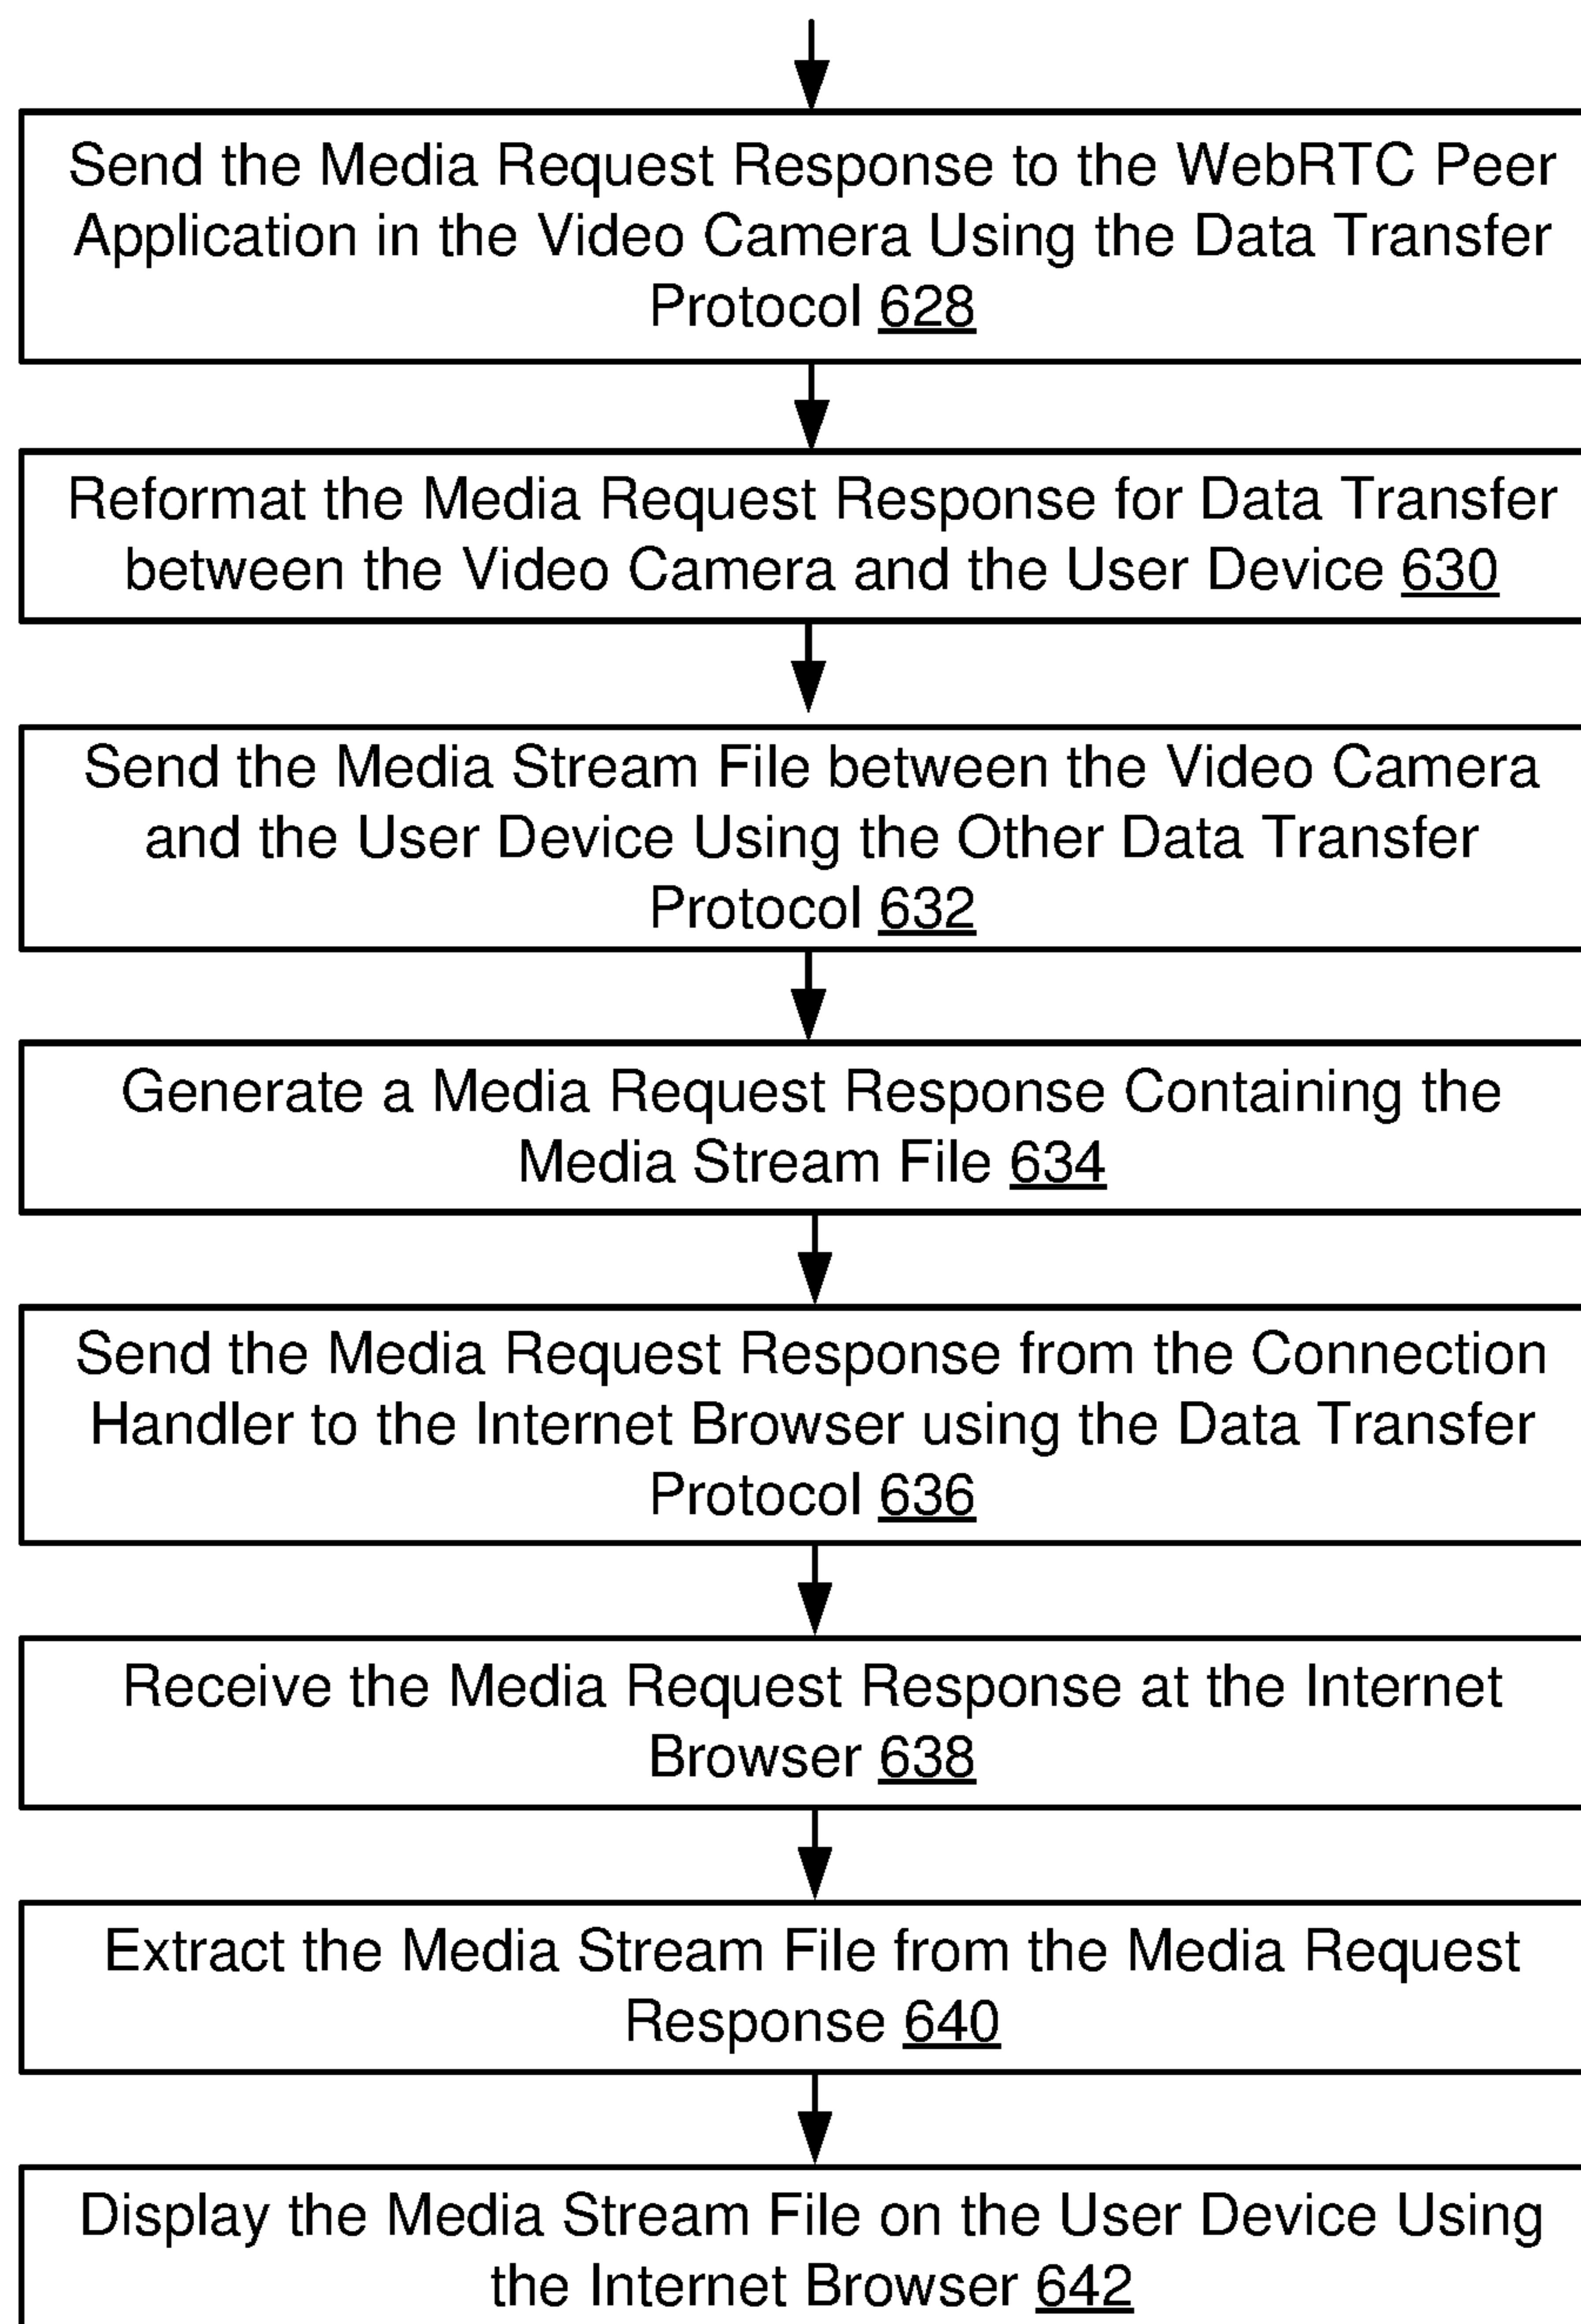 Send the Media Request Response to the WebRTC Peer
Application in the Video Camera Using the Data Transfer
Protocol 628
Reformat the Media Request Response for Data Transfer
between the Video Camera and the User Device 630
Send the Media Stream File between the Video Camera
and the User Device Using the Other Data Transfer
Protocol 632
Generate a Media Request Response Containing the
Media Stream File 634
Send the Media Request Response from the Connection
Handler to the Internet Browser using the Data Transfer
Protocol 636
Receive the Media Request Response at the Internet
Browser 638
Extract the Media Stream File from the Media Request
Response 640
Display the Media Stream File on the User Device Using
the Internet Browser 642